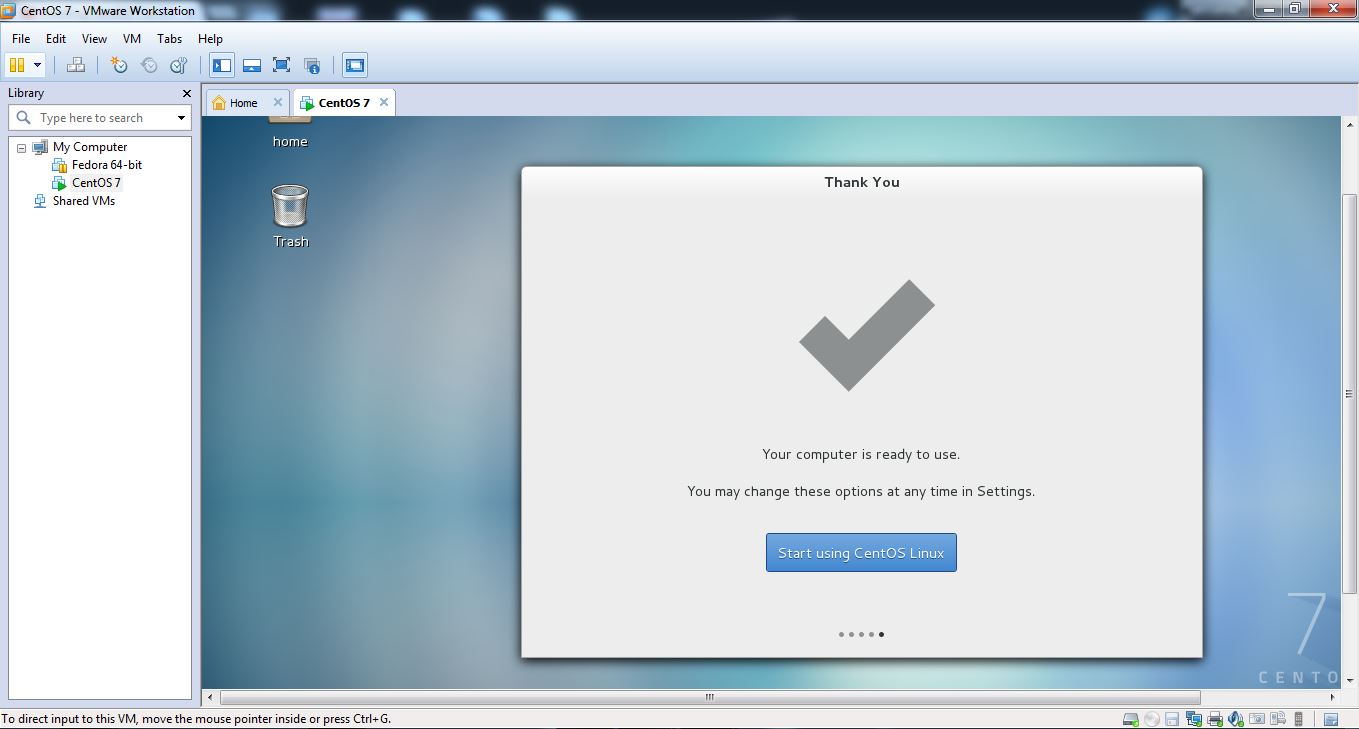 CentOS 7 - VMware Workstation
File Edit View VM Tabs Help
Library
Type here to search
My Computer
Fedora 64-bit
CentOS 7
Shared VMs
Home
CentOS 7
home
Trash
Thank You
Your computer is ready to use.
You may change these options at any time in Settings.
Start using CentOS Linux
7
CENTO
To direct input to this VM, move the mouse pointer inside or press Ctrl+G.